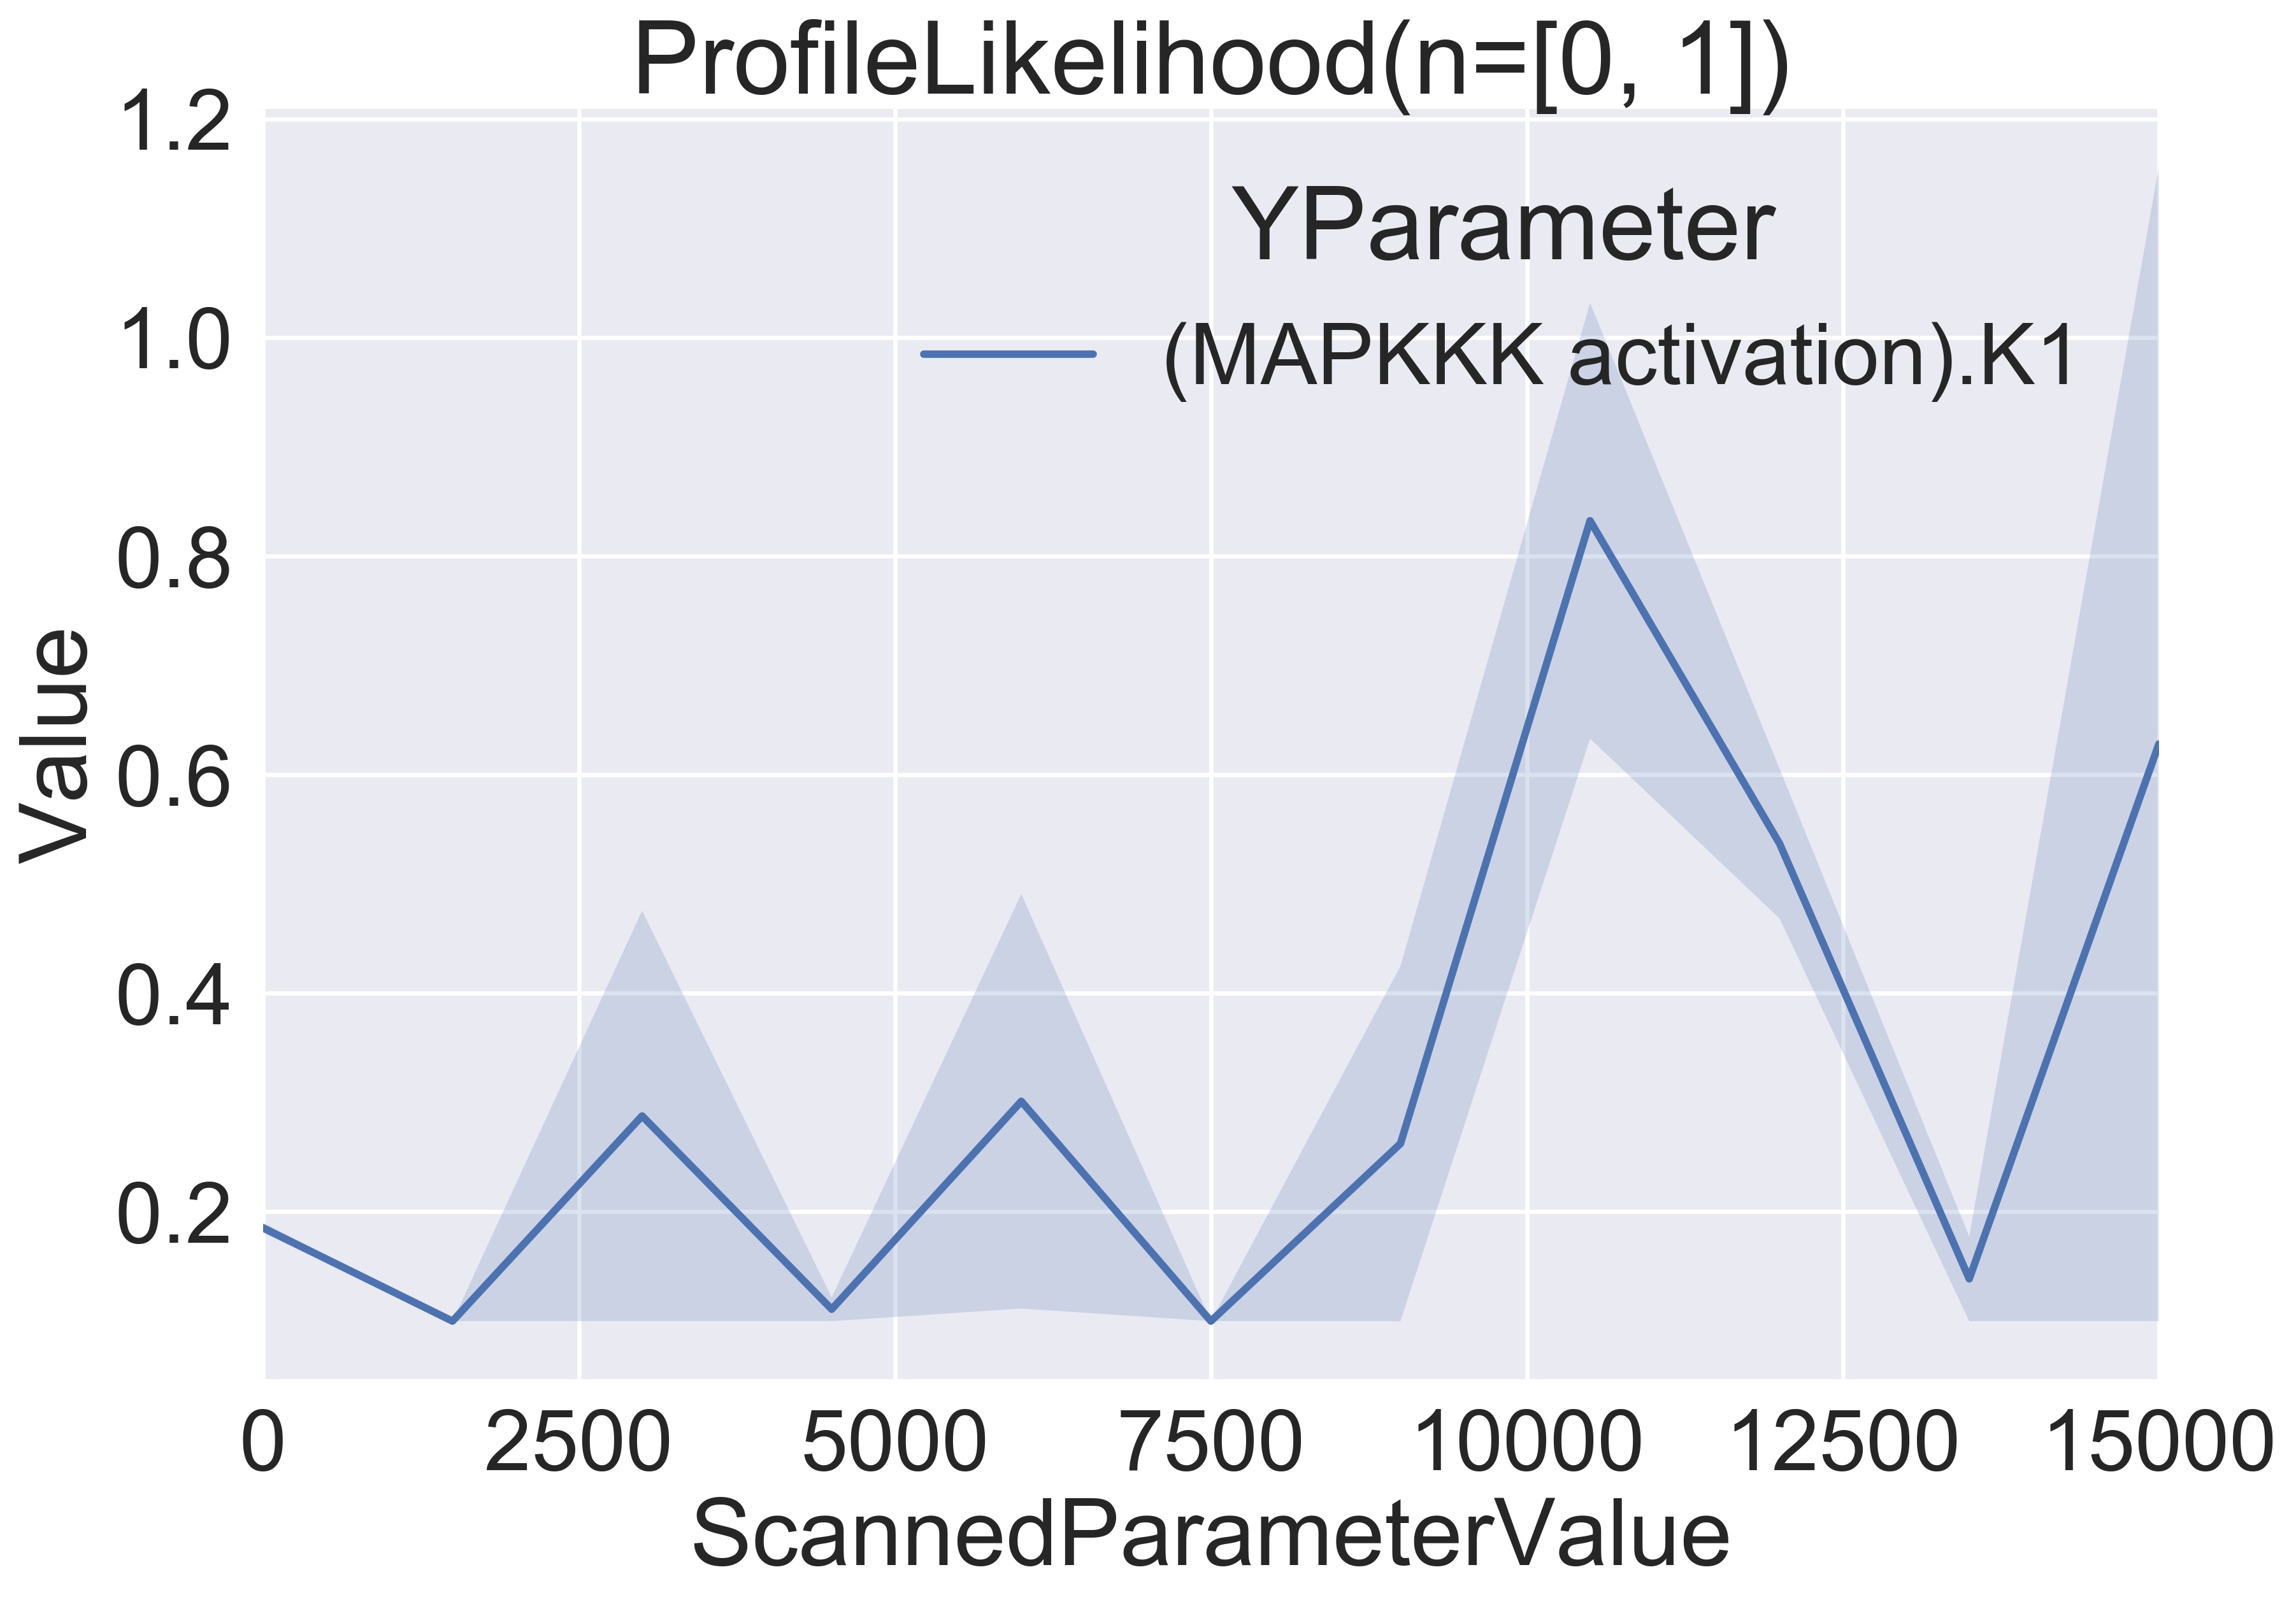 ProfileLikelihood(n=[0, 1])
1.2
1.0
0.8
0.6
0.4
0.2
Value
YParameter
(MAPKKK activation).K1
0 2500 5000 7500 10000 12500 15000
ScannedParameterValue